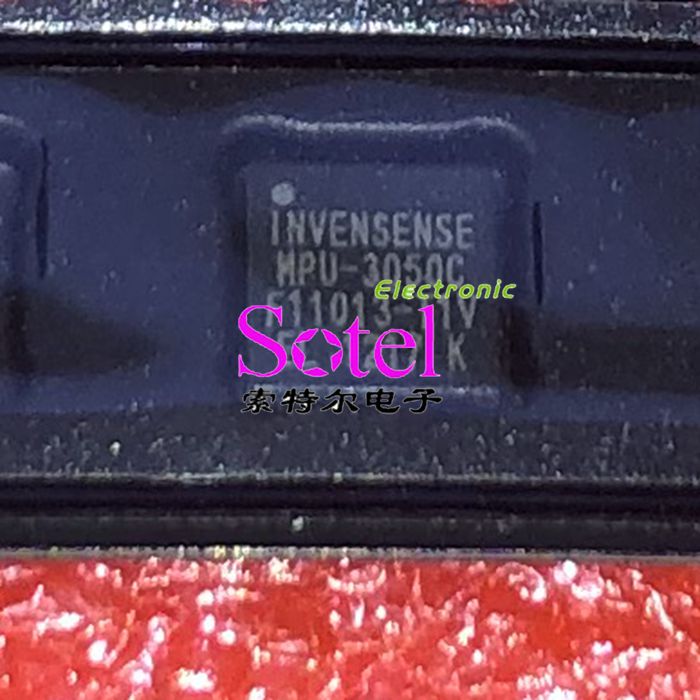 INVENSENSE
MPU-3050C
Electronic
Sotel
索特尔电子
K